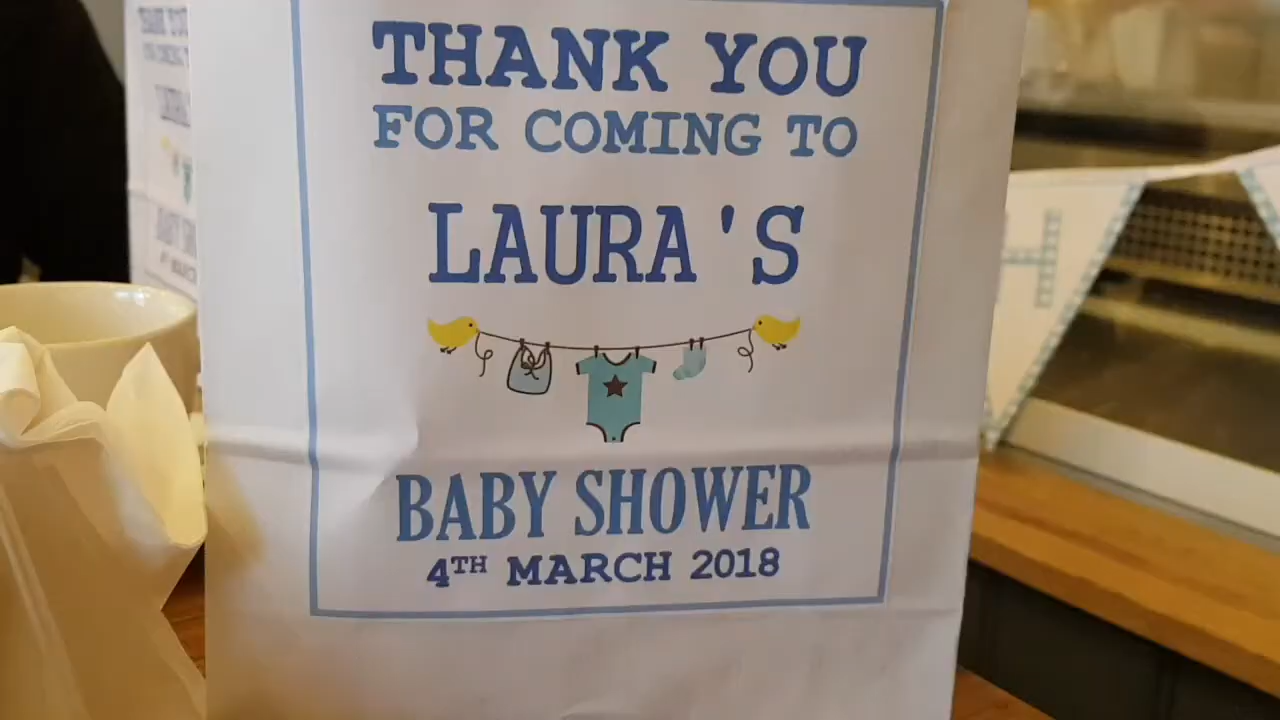 THANK YOU
FOR COMING TO
LAURA'S
BABY SHOWER
4TH MARCH 2018
H